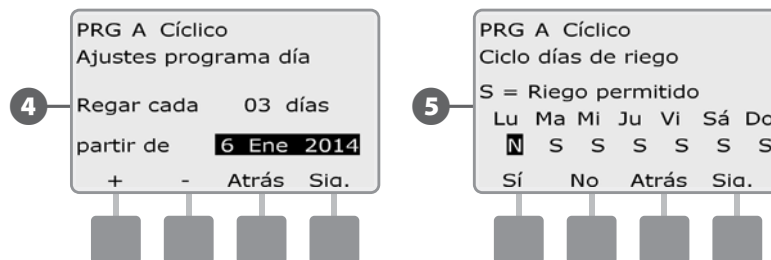 4
PRG A Cíclico
Ajustes programa día
Regar cada 03 días
partir de 6 Ene 2014
+ - Atrás Sig.
5
PRG A Cíclico
Ciclo días de riego
S = Riego permitido
Lu Ma Mi Ju Vi Sá Do
N S S S S S S
Sí No Atrás Sig.